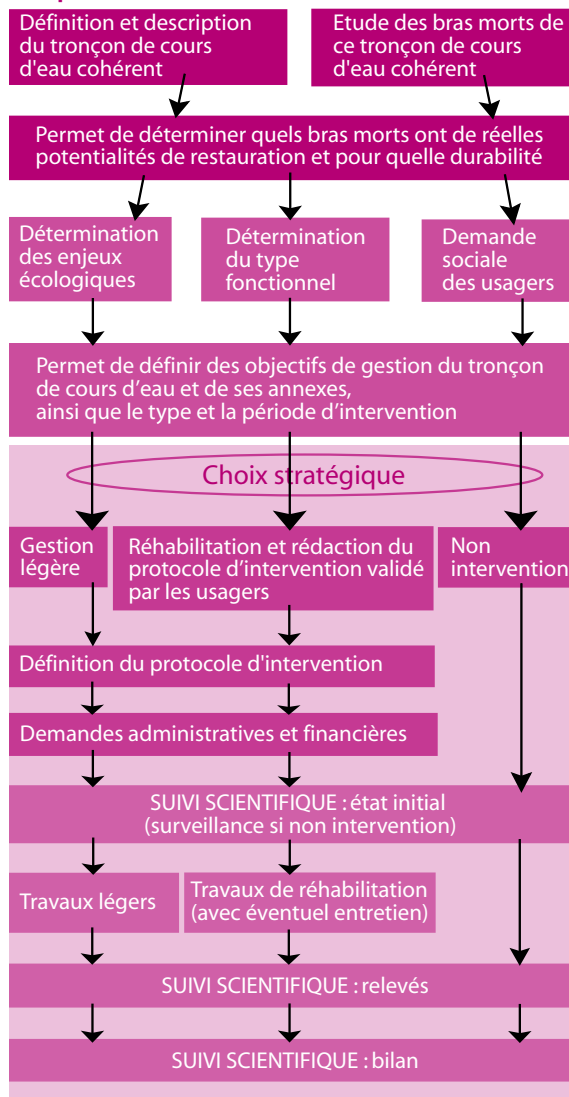 Définition et description
du tronçon de cours
d'eau cohérent
Etude des bras morts de
ce tronçon de cours
d'eau cohérent
Permet de déterminer quels bras morts ont de réelles
potentialités de restauration et pour quelle durabilité
Détermination
des enjeux
écologiques
Détermination
du type
fonctionnel
Demande
sociale
des usagers
Permet de définir des objectifs de gestion du tronçon
de cours d’eau et de ses annexes,
ainsi que le type et la période d’intervention
Choix stratégique
Gestion
légère
Réhabilitation et rédaction du
protocole d’intervention validé
par les usagers
Non
intervention
Définition du protocole d'intervention
Demandes administratives et financières
SUIVI SCIENTIFIQUE : état initial
(surveillance si non intervention)
Travaux légers
Travaux de réhabilitation
(avec éventuel entretien)
SUIVI SCIENTIFIQUE : relevés
SUIVI SCIENTIFIQUE : bilan